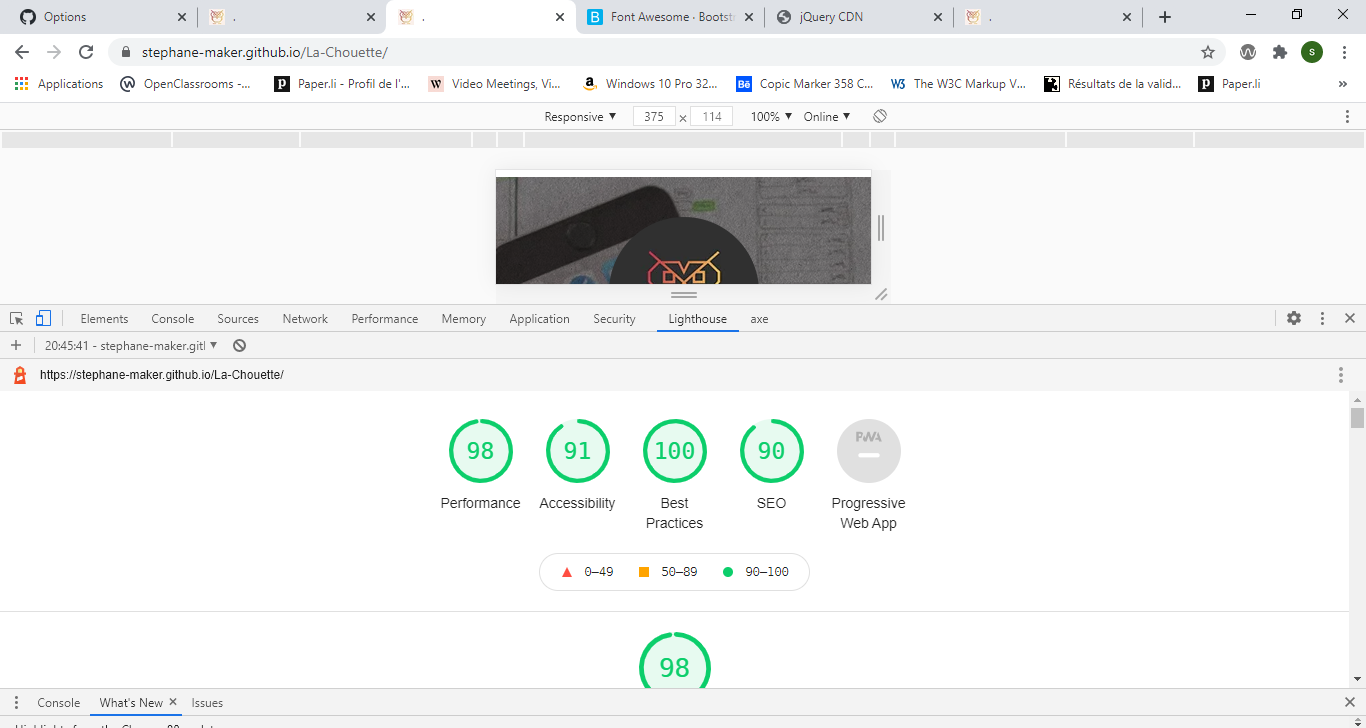 Options . . Font Awesome · Bootst jQuery CDN .
stephane-maker.github.io/La-Chouette/ s
Applications OpenClassrooms -... Paper.li - Profil de l'... Video Meetings, Vi... Windows 10 Pro 32... Copic Marker 358 C... The W3C Markup V... Résultats de la valid... Paper.li »
Responsive ▼ 375 × 114 100% ▼ Online ▼
Elements Console Sources Network Performance Memory Application Security Lighthouse axe
20:45:41 - stephane-maker.gitl ▼
https://stephane-maker.github.io/La-Chouette/
98 91 100 90 PWA
Performance Accessibility Best Practices SEO Progressive Web App
0–49 50–89 90–100
98
Console What's New Issues